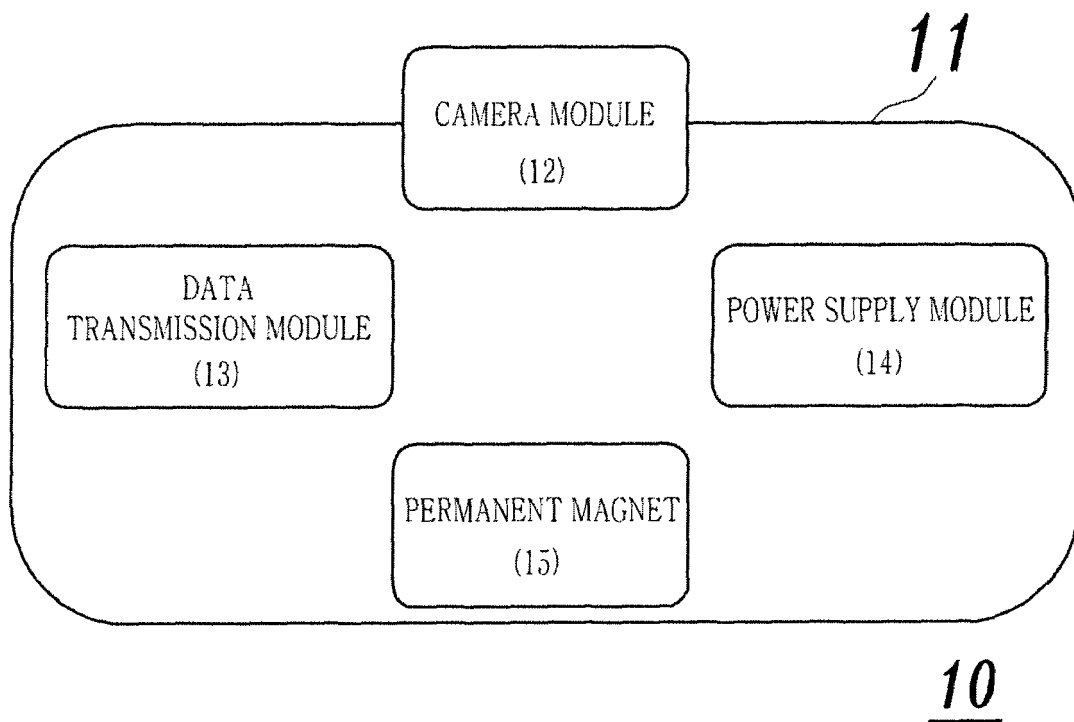 11
CAMERA MODULE
(12)
DATA
TRANSMISSION MODULE
(13)
POWER SUPPLY MODULE
(14)
PERMANENT MAGNET
(15)
10